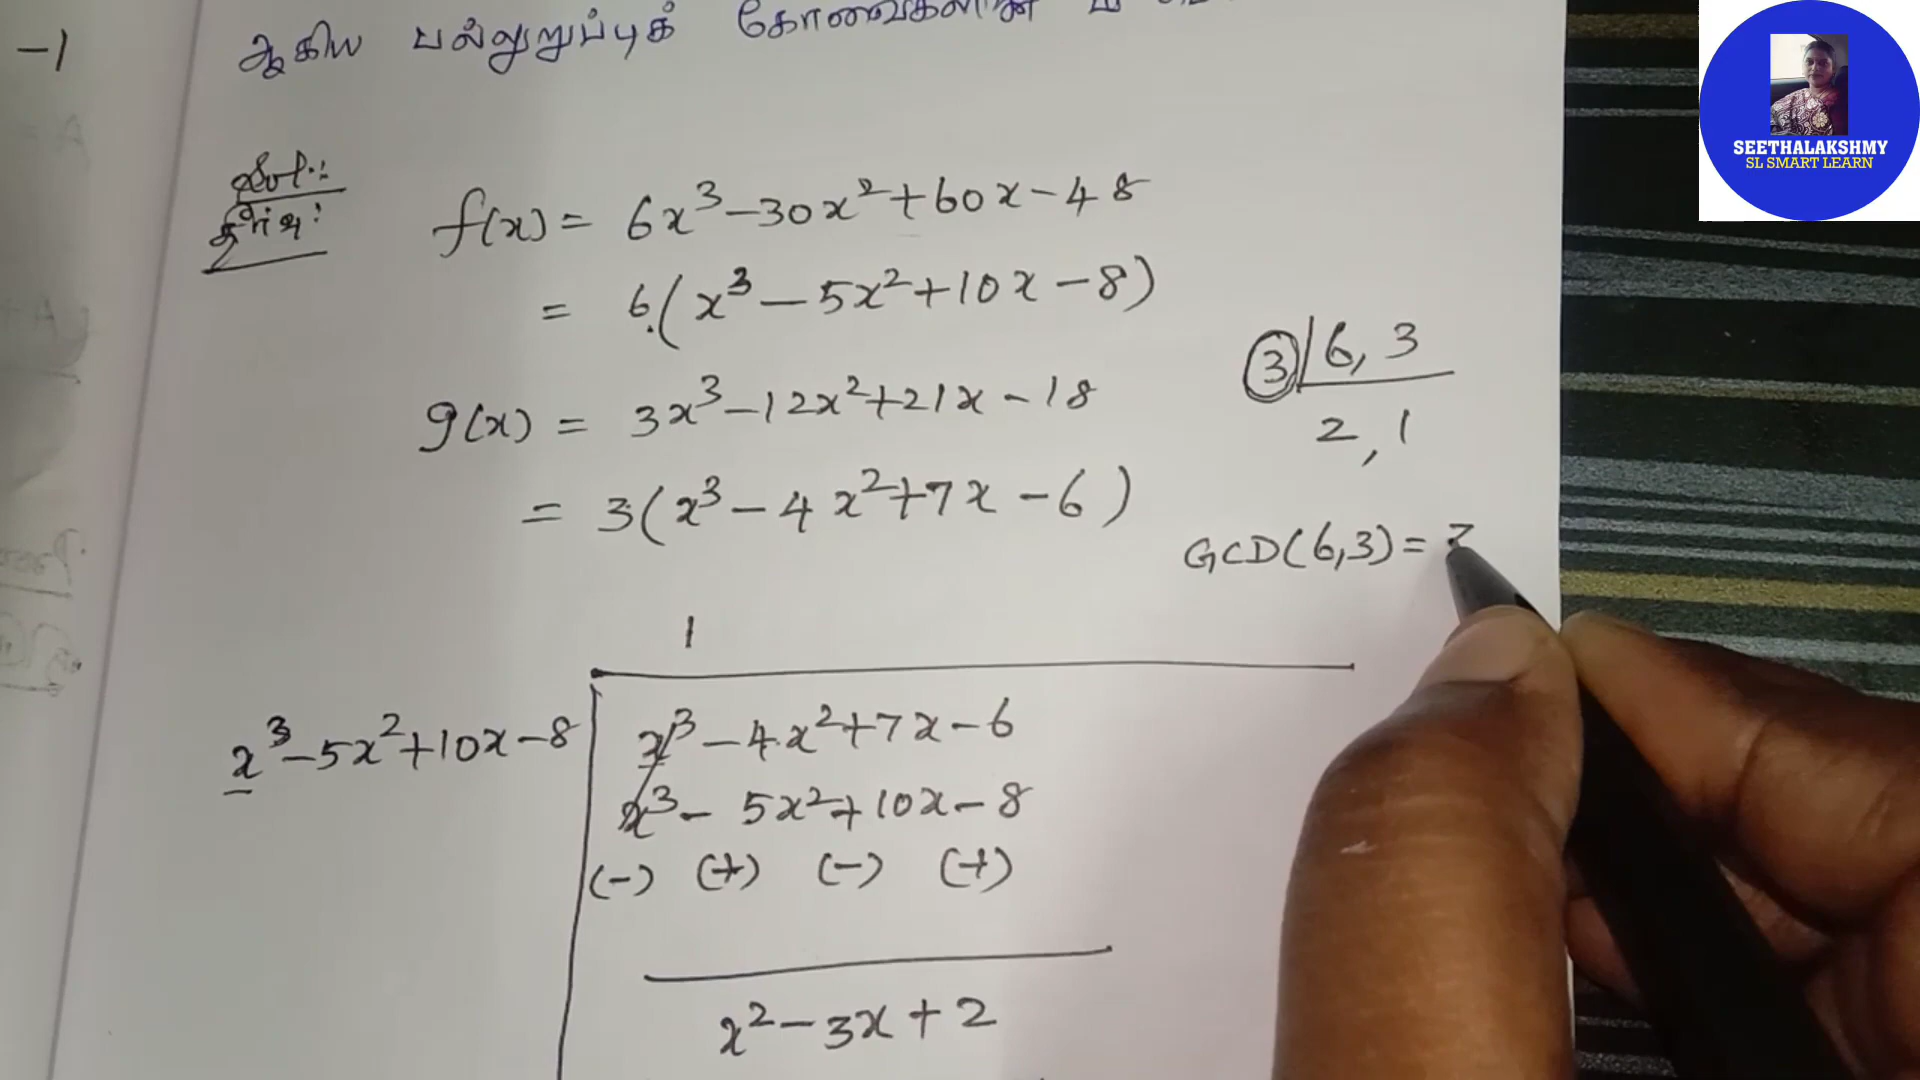 -1
ஆகிய பல்லுறுப்புக் கோவைகளின்
Sol:
தீர்வு:
f(x) = 6x³-30x²+60x-48
= 6(x³-5x²+10x-8)
3 | 6, 3
2, 1
g(x) = 3x³-12x²+21x-18
= 3(x³-4x²+7x-6)
GCD(6,3)= 3
1
x³-5x²+10x-8 x³-4x²+7x-6
x³-5x²+10x-8
(-) (+) (-) (+)
x²-3x+2
SEETHALAKSHMY
SL SMART LEARN